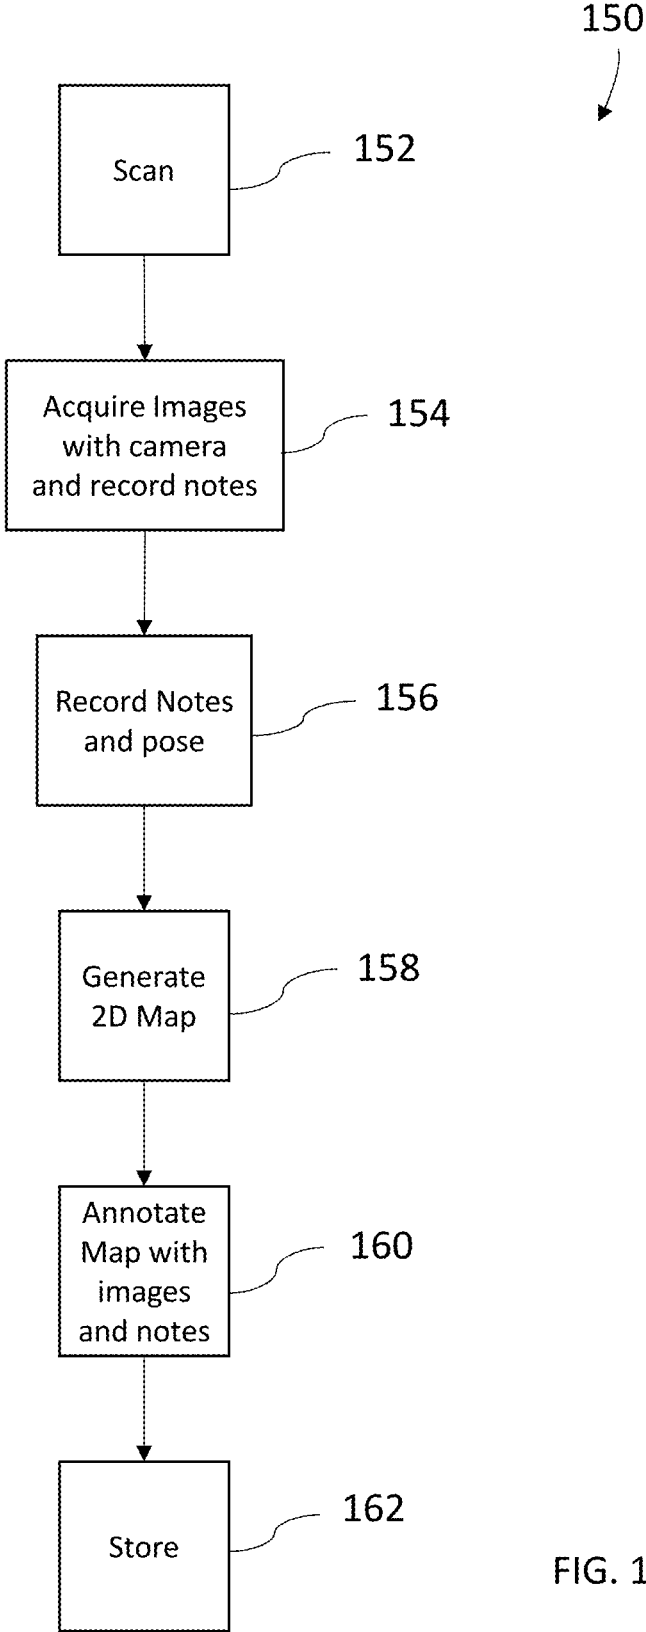 150
Scan
152
Acquire Images
with camera
and record notes
154
Record Notes
and pose
156
Generate
2D Map
158
Annotate
Map with
images
and notes
160
Store
162
FIG. 1